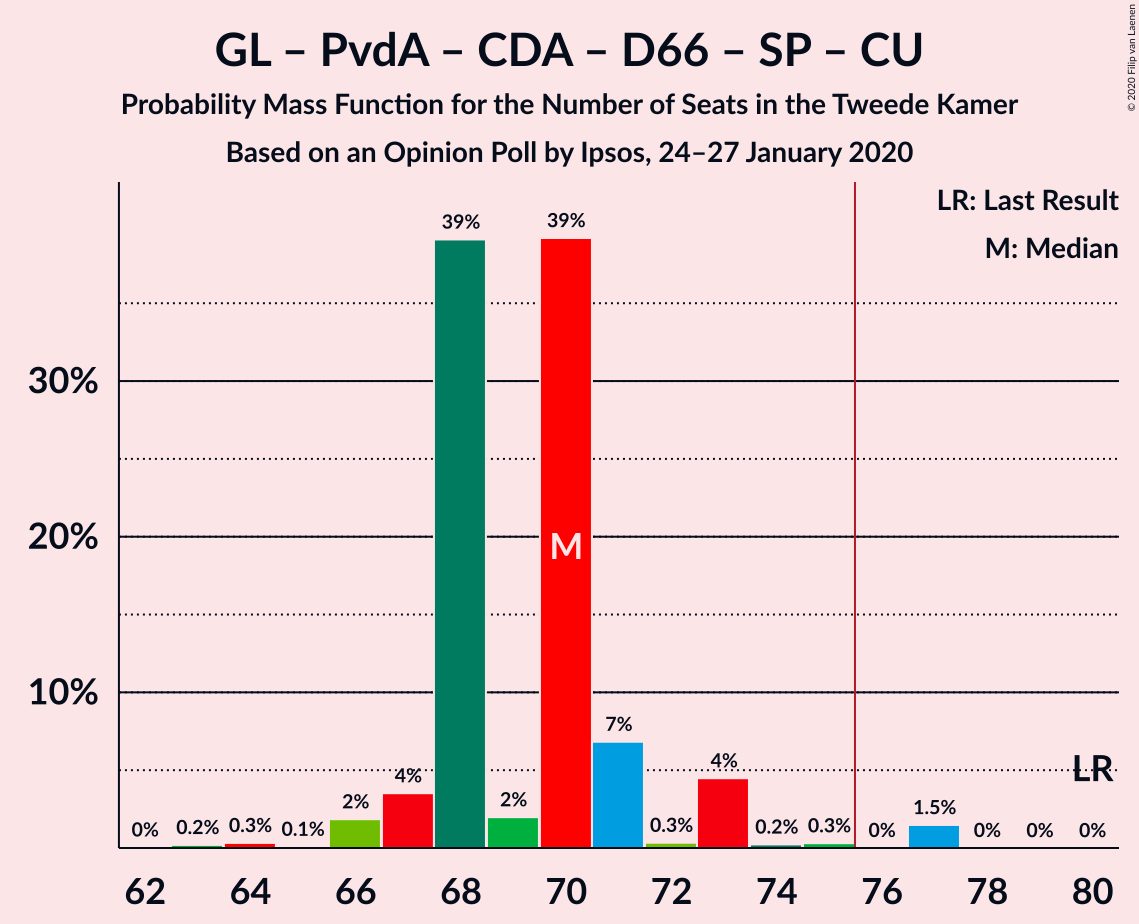 GL – PvdA – CDA – D66 – SP – CU
Probability Mass Function for the Number of Seats in the Tweede Kamer
Based on an Opinion Poll by Ipsos, 24–27 January 2020
© 2020 Filip van Laenen
LR: Last Result
M: Median
30%
20%
10%
0%
0.2%
0.3%
0.1%
2%
4%
39%
2%
39%
7%
0.3%
4%
0.2%
0.3%
0%
1.5%
0%
0%
0%
M
LR
62 64 66 68 70 72 74 76 78 80